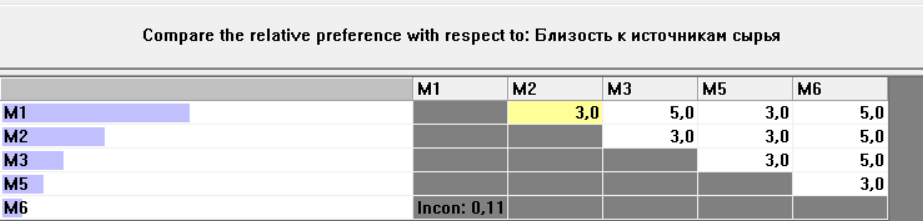 Compare the relative preference with respect to: Близость к источникам сырья
M1 M2 M3 M5 M6
M1 3,0 5,0 3,0 5,0
M2 3,0 3,0 5,0
M3 3,0 5,0
M5 3,0
M6 Incon: 0,11